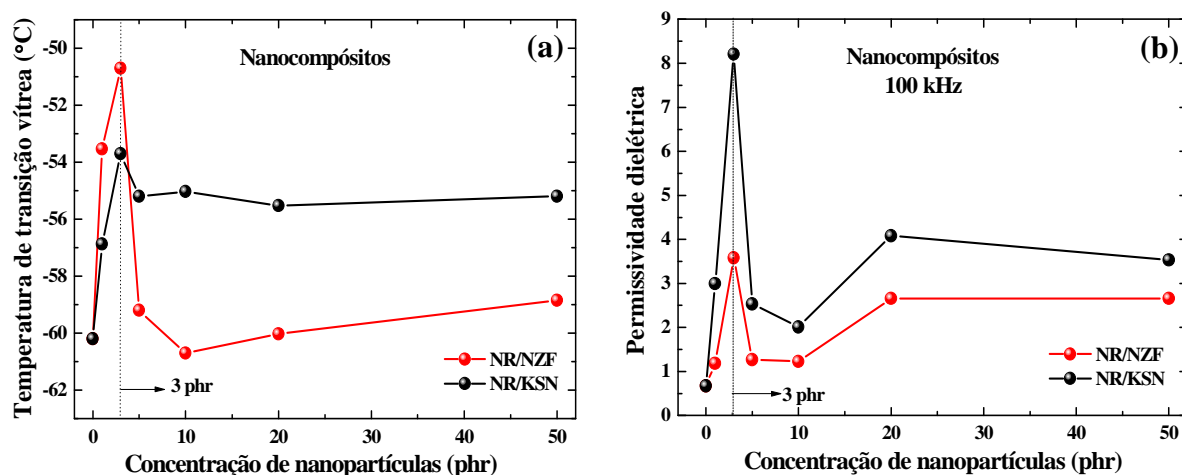 (a)
Nanocompósitos
Temperatura de transição vítrea (°C)
-50
-52
-54
-56
-58
-60
-62
NR/NZF
NR/KSN
3 phr
0
10
20
30
40
50
Concentração de nanopartículas (phr)
(b)
Nanocompósitos
100 kHz
Permissividade dielétrica
9
8
7
6
5
4
3
2
1
0
NR/NZF
NR/KSN
3 phr
0
10
20
30
40
50
Concentração de nanopartículas (phr)